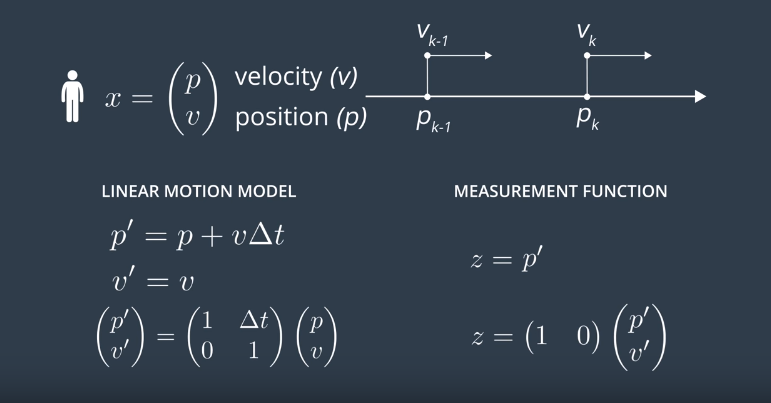 x = (p v) velocity (v)
position (p)
v_{k-1} v_k
p_{k-1} p_k
LINEAR MOTION MODEL
p′ = p + vΔt
v′ = v
(p′ v′) = (1 Δt 0 1) (p v)
MEASUREMENT FUNCTION
z = p′
z = (1 0) (p′ v′)